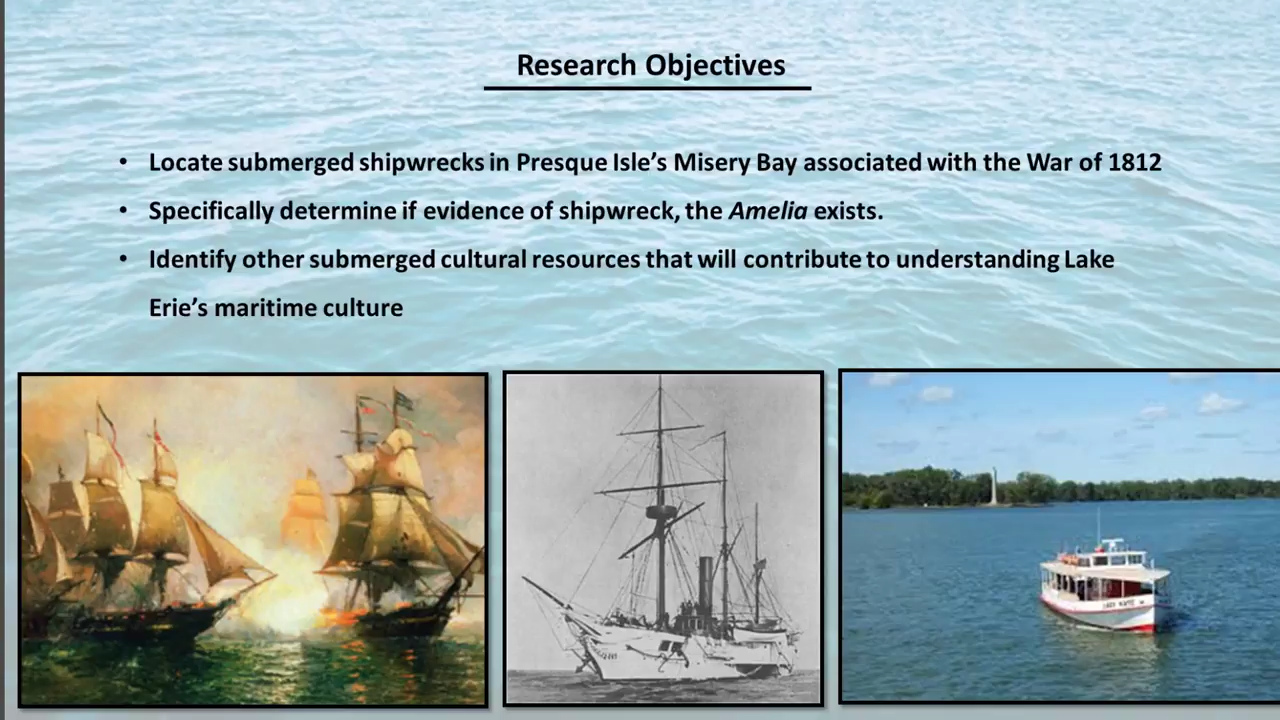 Research Objectives
• Locate submerged shipwrecks in Presque Isle’s Misery Bay associated with the War of 1812
• Specifically determine if evidence of shipwreck, the Amelia exists.
• Identify other submerged cultural resources that will contribute to understanding Lake
Erie’s maritime culture